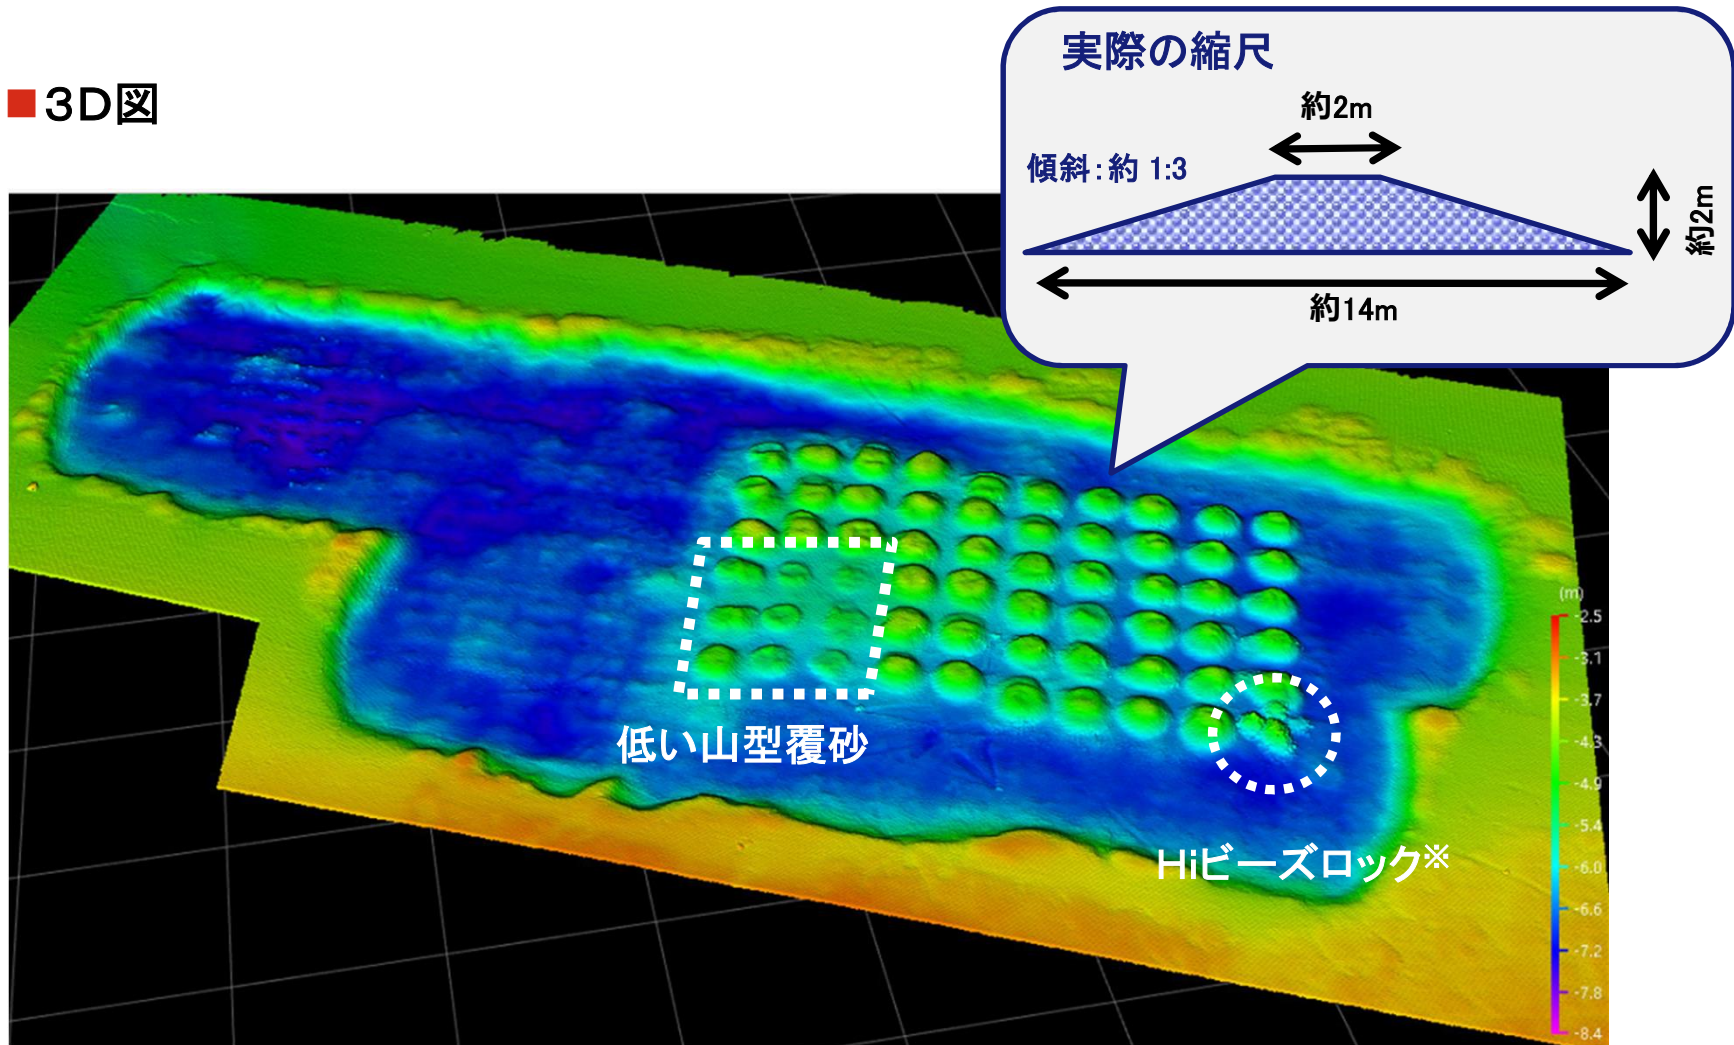 ■3D図
実際の縮尺
約2m
傾斜：約 1:3
約2m
約14m
低い山型覆砂
Hiビーズロック※
(m)
-2.5
-3.1
-3.7
-4.3
-4.9
-5.4
-6.0
-6.6
-7.2
-7.8
-8.4